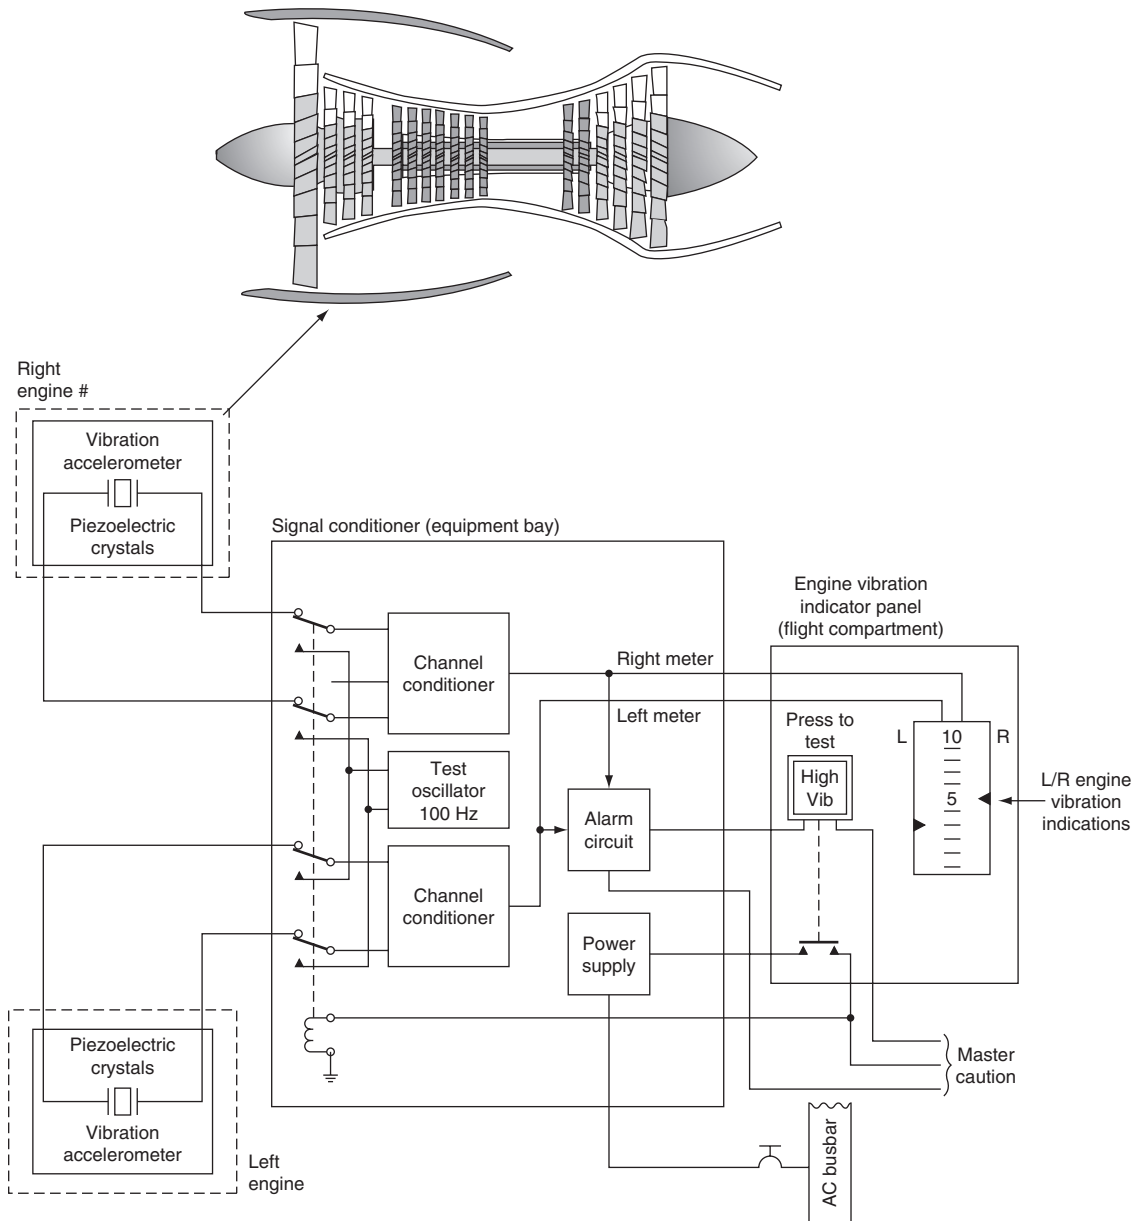 Right
engine #
Vibration
accelerometer
Piezoelectric
crystals
Signal conditioner (equipment bay)
Channel
conditioner
Test
oscillator
100 Hz
Channel
conditioner
Right meter
Left meter
Alarm
circuit
Power
supply
Engine vibration
indicator panel
(flight compartment)
Press to
test
High
Vib
L
10
R
5
L/R engine
vibration
indications
Piezoelectric
crystals
Vibration
accelerometer
Left
engine
Master
caution
AC busbar